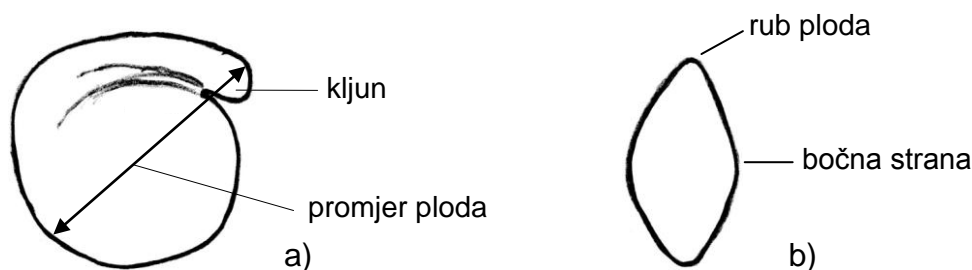 rub ploda
kljun
bočna strana
promjer ploda
a)
b)